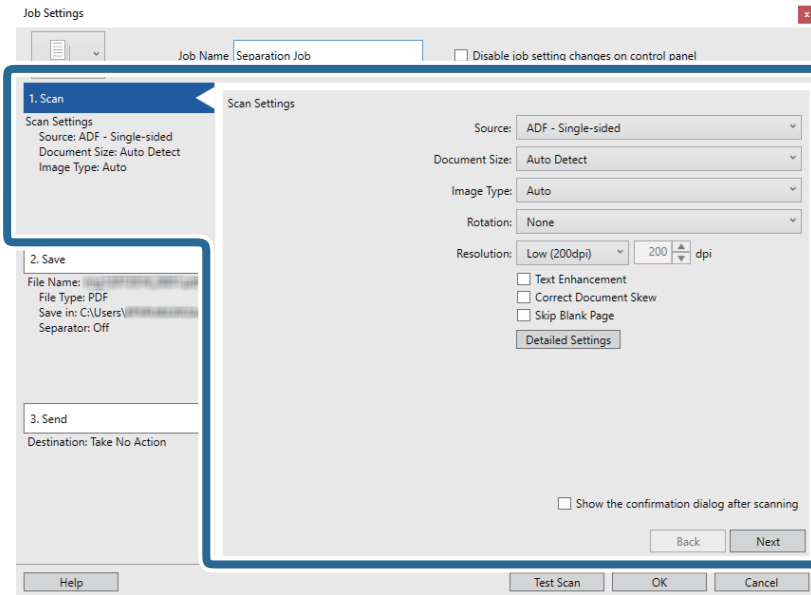 Job Settings
x
Job Name Separation Job Disable job setting changes on control panel
1. Scan
Scan Settings
Source: ADF - Single-sided
Document Size: Auto Detect
Image Type: Auto
2. Save
File Name:
File Type: PDF
Save in: C:\Users\
Separator: Off
3. Send
Destination: Take No Action
Scan Settings
Source: ADF - Single-sided
Document Size: Auto Detect
Image Type: Auto
Rotation: None
Resolution: Low (200dpi) 200 dpi
Text Enhancement
Correct Document Skew
Skip Blank Page
Detailed Settings
Show the confirmation dialog after scanning
Back Next
Help Test Scan OK Cancel